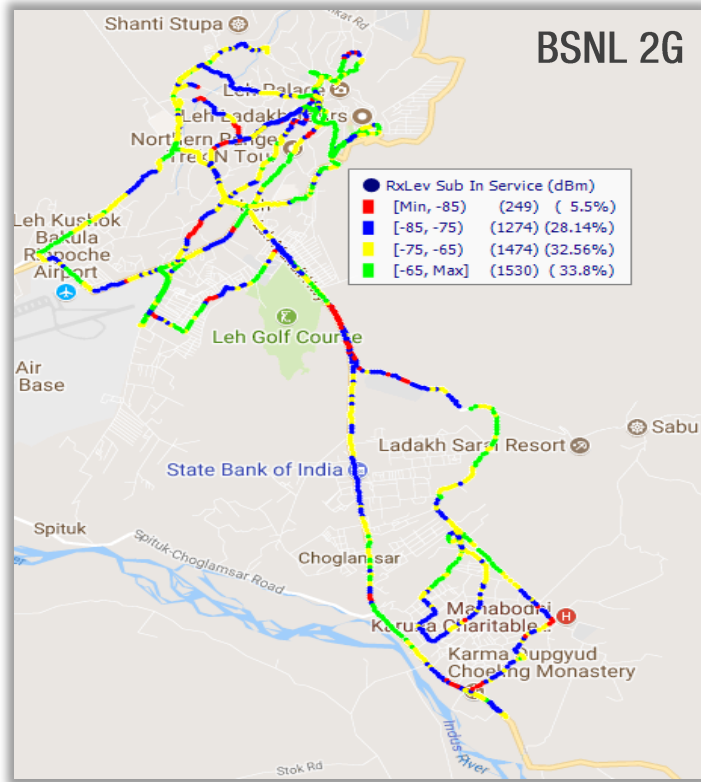 BSNL 2G
Shanti Stupa
Rd
Leh Palace
Leh Ladakh
Northern
Trek N Tou
RxLev Sub In Service (dBm)
[Min, -85) (249) ( 5.5%)
[-85, -75) (1274) (28.14%)
[-75, -65) (1474) (32.56%)
[-65, Max] (1530) ( 33.8%)
Leh Kushok
Bakula
Rinpoche
Airport
Leh Golf Course
Air
Base
Ladakh Sarai Resort
Sabu
State Bank of India
Spituk
Spituk-Choglamsar Road
Choglamsar
Mahabodhi
Karuna Charitable...
H
Karma Dupgyud
Choeling Monastery
Indus River
Stok Rd